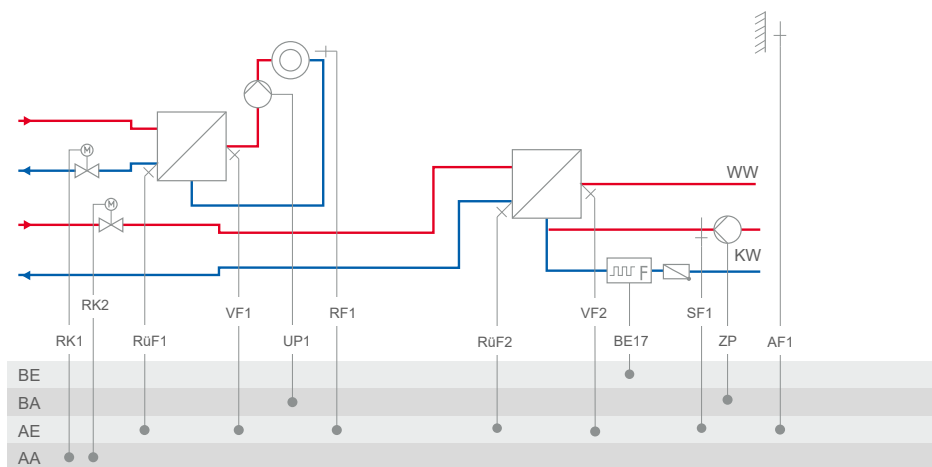 M
WW
M
F
KW
RK2
VF1
RF1
VF2
SF1
RK1
RüF1
UP1
RüF2
BE17
ZP
AF1
BE
BA
AE
AA